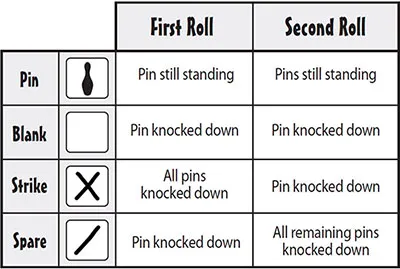 First Roll Second Roll
Pin Pin still standing Pins still standing
Blank Pin knocked down Pin knocked down
Strike All pins knocked down Pin knocked down
Spare Pin knocked down All remaining pins knocked down